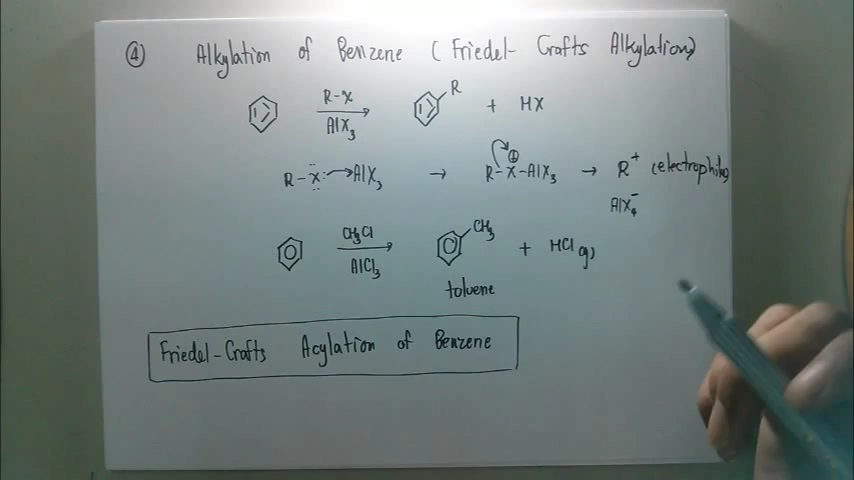 ④ Alkylation of Benzene (Friedel-Crafts Alkylation)
R-X
AlX₃
R
+ HX
R-X: → AlX₃ → R-X-AlX₃ → R⁺ (electrophile)
⊕
AlX₄⁻
CH₃Cl
AlCl₃
CH₃
+ HCl(g)
toluene
Friedel-Crafts Acylation of Benzene